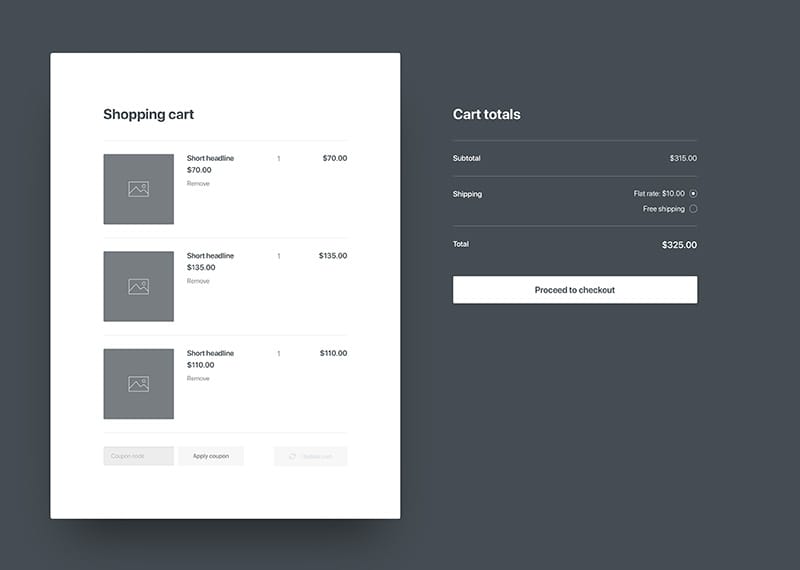 Shopping cart
Short headline 1 $70.00
$70.00
Remove
Short headline 1 $135.00
$135.00
Remove
Short headline 1 $110.00
$110.00
Remove
Coupon code Apply coupon Update cart
Cart totals
Subtotal $315.00
Shipping Flat rate: $10.00
Free shipping
Total $325.00
Proceed to checkout